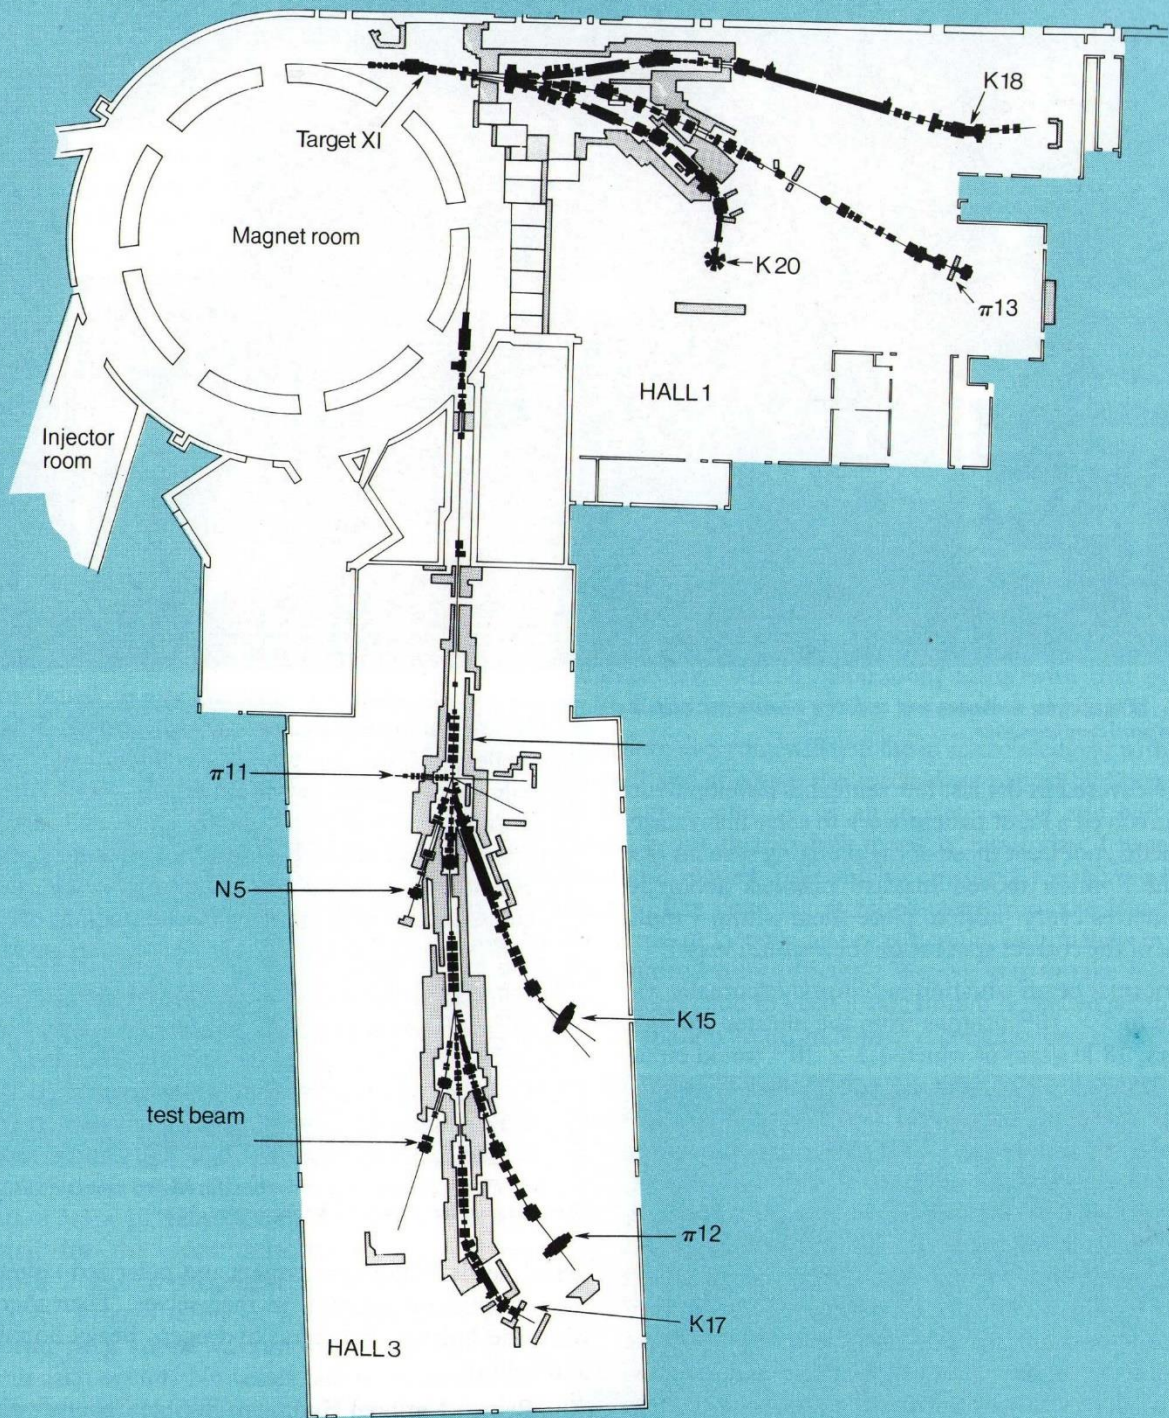 K18
Target XI
Magnet room
K20
π13
HALL 1
Injector
room
π11
N5
K15
test beam
π12
K17
HALL 3